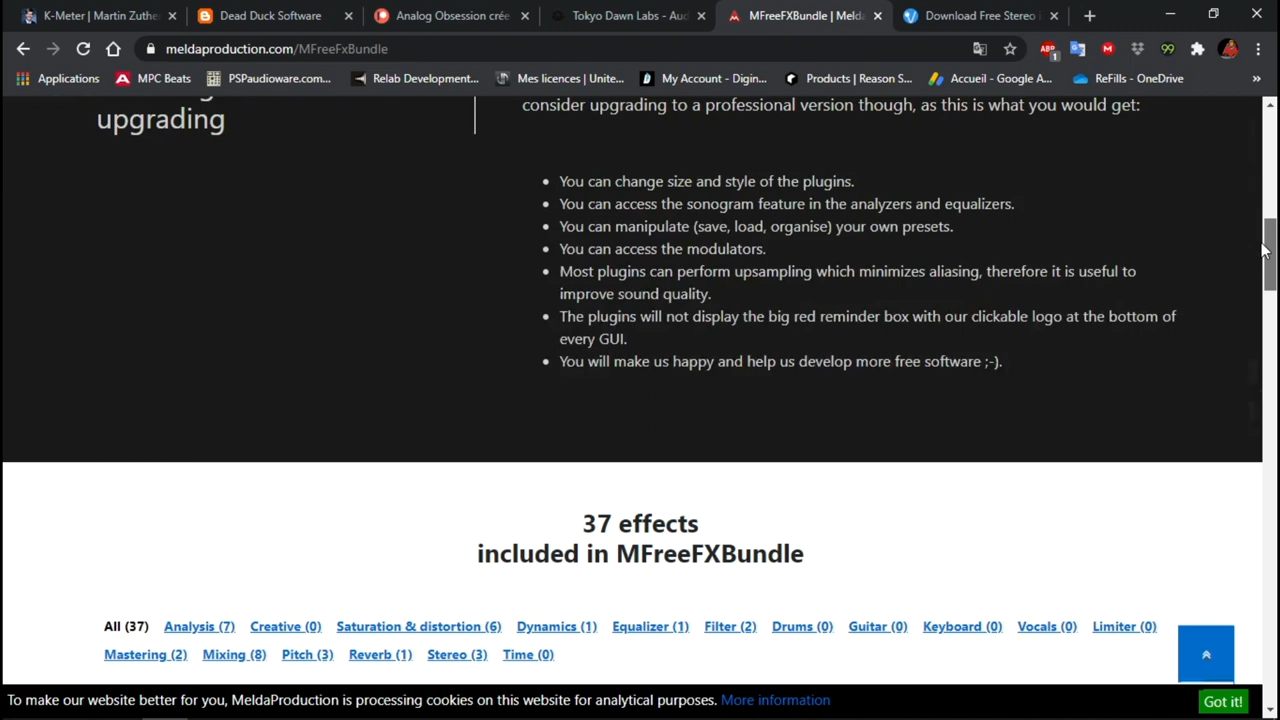 K-Meter | Martin Zuther
Dead Duck Software
Analog Obsession crée
Tokyo Dawn Labs - Aud
MFreeFXBundle | Melda
Download Free Stereo
meldaproduction.com/MFreeFxBundle
ABP 1
99
Applications
MPC Beats
PSPaudioware.com...
Relab Development...
Mes licences | Unite...
My Account - Digin...
Products | Reason S...
Accueil - Google A...
ReFills - OneDrive
»
upgrading
consider upgrading to a professional version though, as this is what you would get:
• You can change size and style of the plugins.
• You can access the sonogram feature in the analyzers and equalizers.
• You can manipulate (save, load, organise) your own presets.
• You can access the modulators.
• Most plugins can perform upsampling which minimizes aliasing, therefore it is useful to
improve sound quality.
• The plugins will not display the big red reminder box with our clickable logo at the bottom of
every GUI.
• You will make us happy and help us develop more free software ;-).
37 effects
included in MFreeFXBundle
All (37) Analysis (7) Creative (0) Saturation & distortion (6) Dynamics (1) Equalizer (1) Filter (2) Drums (0) Guitar (0) Keyboard (0) Vocals (0) Limiter (0)
Mastering (2) Mixing (8) Pitch (3) Reverb (1) Stereo (3) Time (0)
To make our website better for you, MeldaProduction is processing cookies on this website for analytical purposes. More information
Got it!